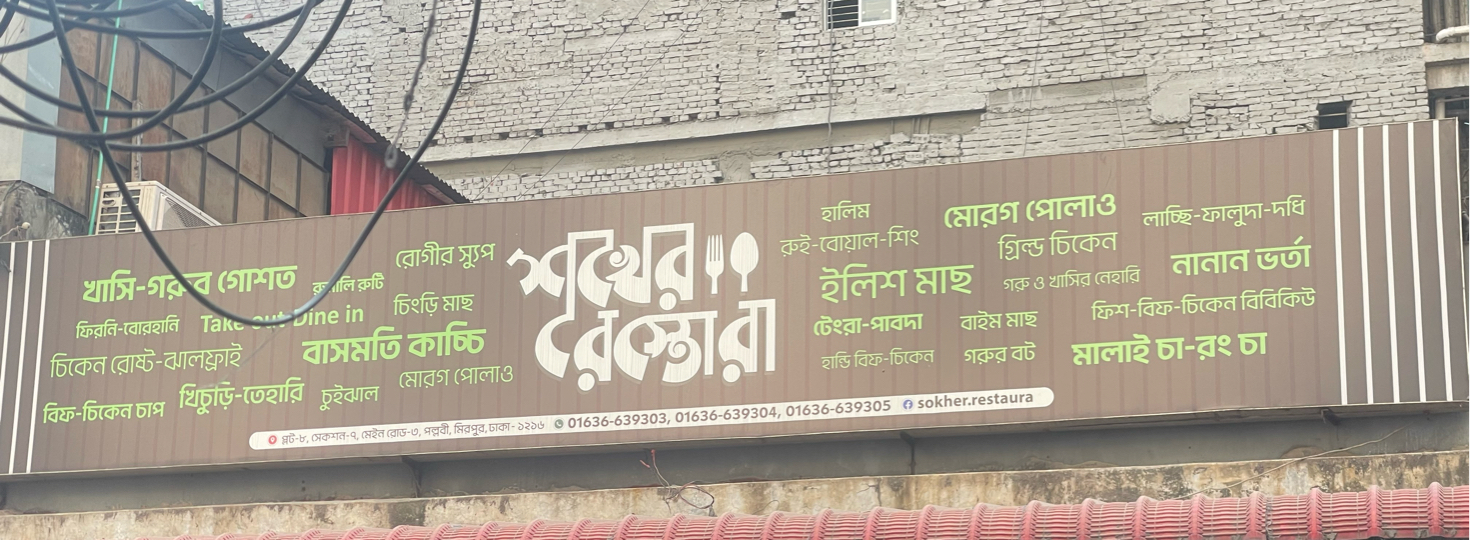 রোগীর স্যুপ
খাসি-গরুর গোশত
রুমালি রুটি
চিংড়ি মাছ
ফিরনি-বোরহানি
Take out-Dine in
চিকেন রোস্ট-ঝালফ্রাই
বাসমতি কাচ্চি
মোরগ পোলাও
বিফ-চিকেন চাপ
খিচুড়ি-তেহারি
চুইঝাল
শখের
রেস্তোরা
হালিম
মোরগ পোলাও
লাচ্ছি-ফালুদা-দধি
রুই-বোয়াল-শিং
গ্রিল্ড চিকেন
ইলিশ মাছ
গরু ও খাসির নেহারি
নানান ভর্তা
টেংরা-পাবদা
বাইম মাছ
ফিশ-বিফ-চিকেন বিবিকিউ
হান্ডি বিফ-চিকেন
গরুর বট
মালাই চা-রং চা
প্লট-৮, সেকশন-৭, মেইন রোড-৩, পল্লবী, মিরপুর, ঢাকা- ১২১৬ 01636-639303, 01636-639304, 01636-639305 sokher.restaura